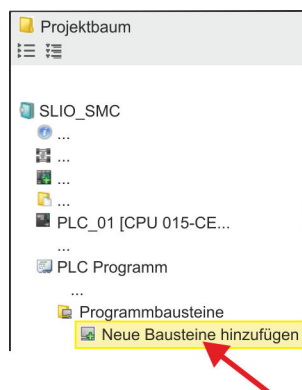 Projektbaum
SLIO_SMC
...
...
...
...
PLC_01 [CPU 015-CE...
...
PLC Programm
...
Programmbausteine
Neue Bausteine hinzufügen